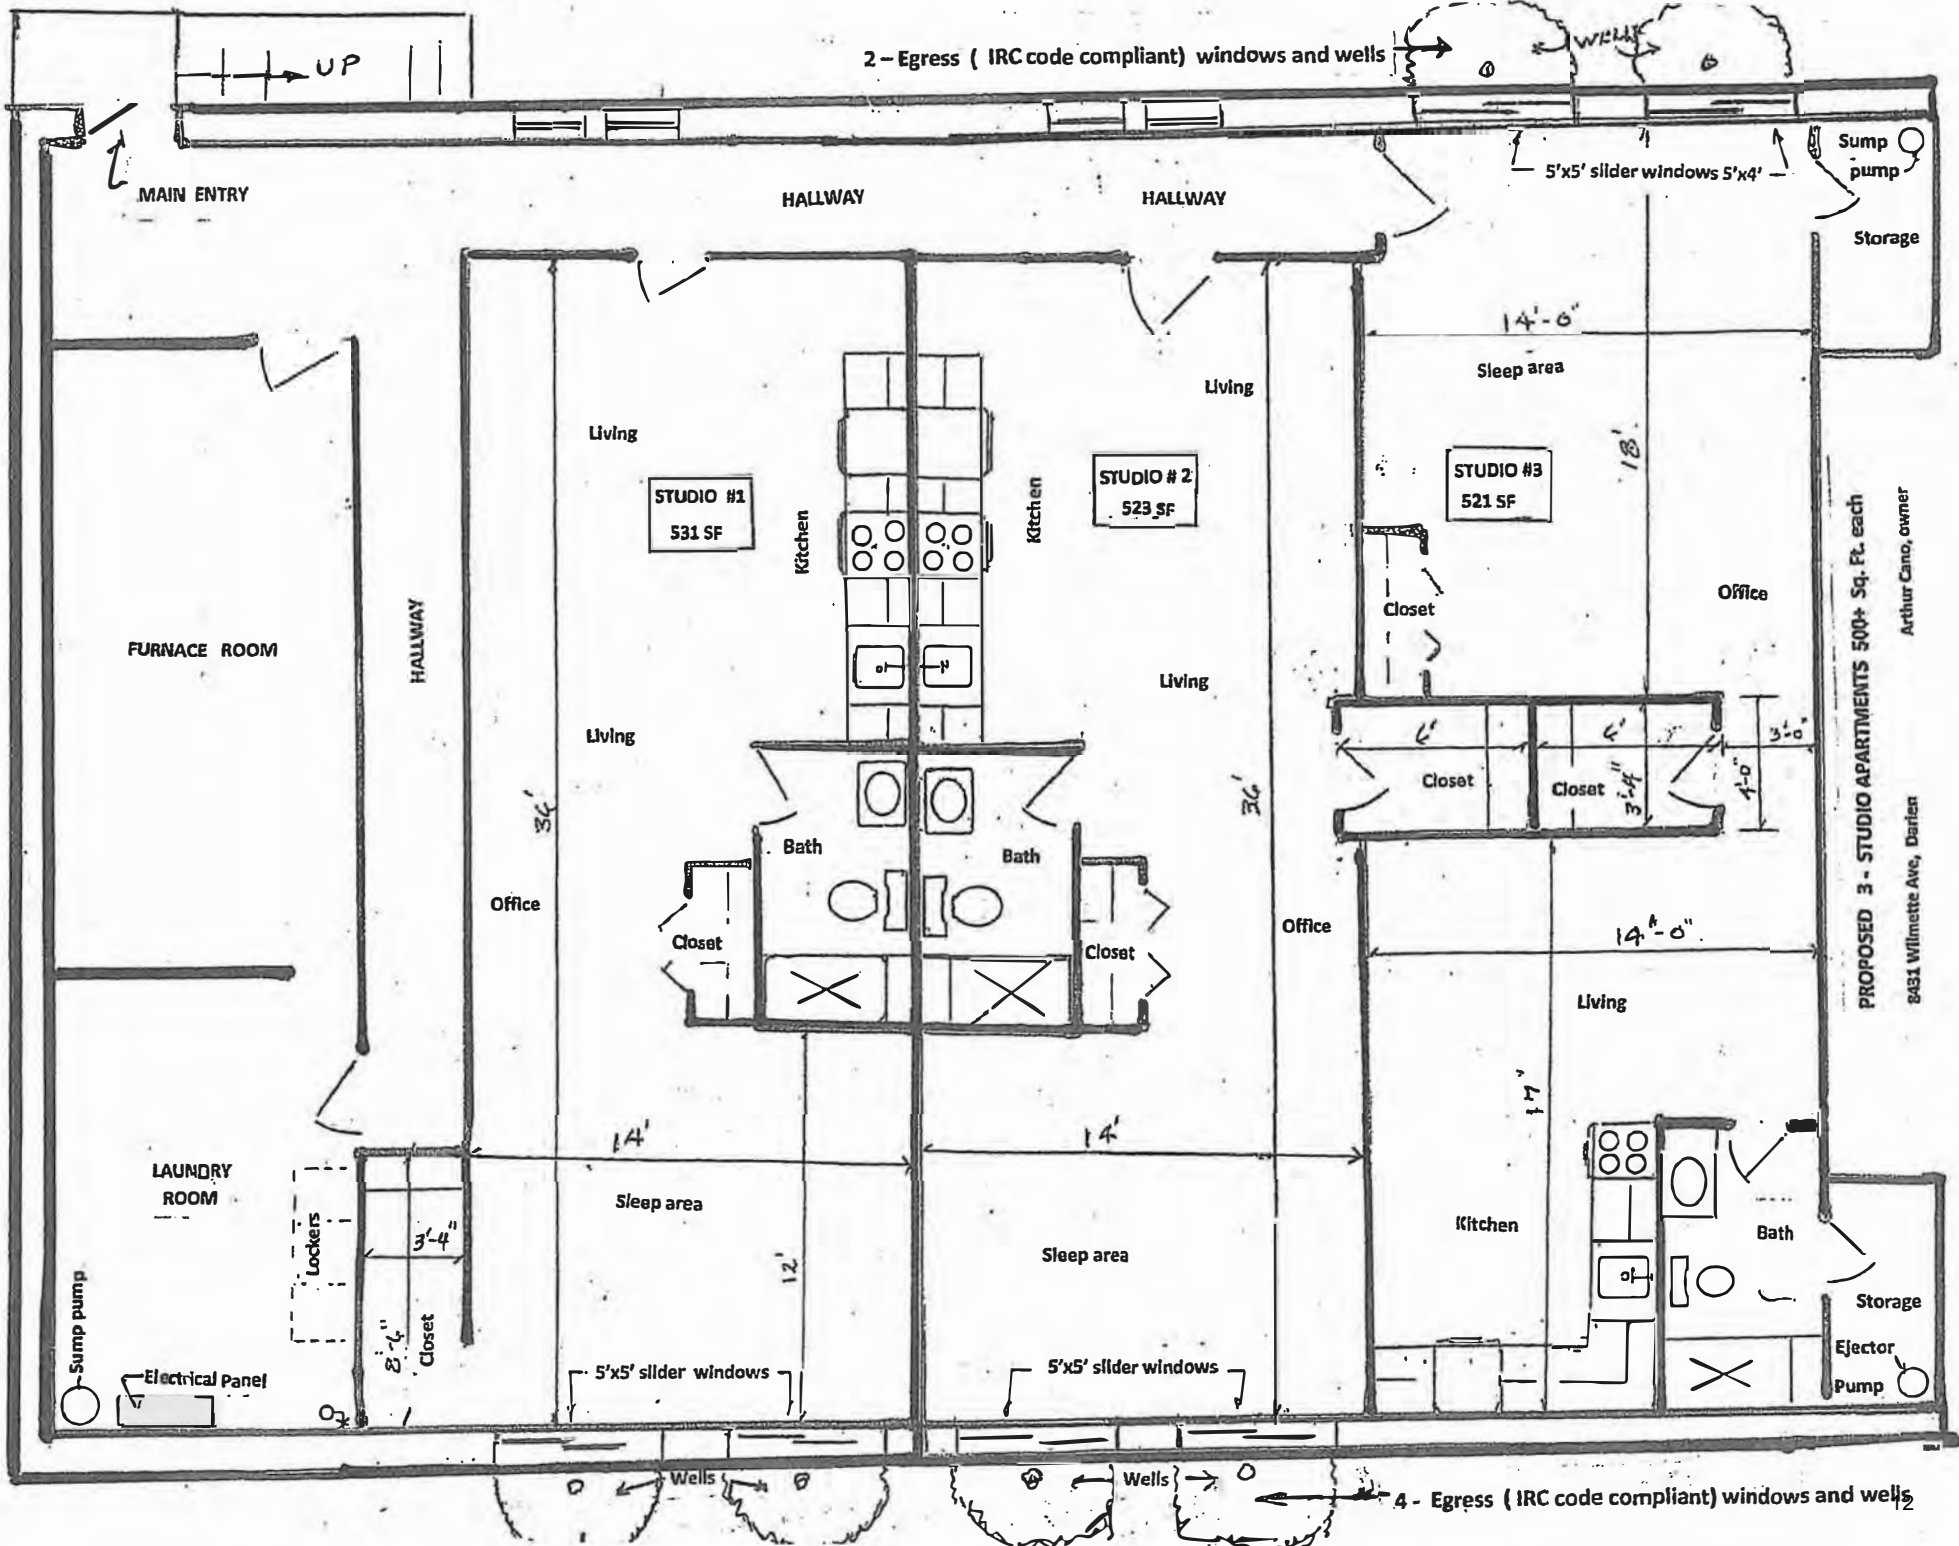 UP
2 - Egress ( IRC code compliant) windows and wells
WELLS
MAIN ENTRY
HALLWAY
HALLWAY
5'x5' slider windows 5'x4'
Sump
pump
Storage
14'-0"
Sleep area
Living
Living
18'
STUDIO #1
531 SF
Kitchen
Kitchen
STUDIO # 2
523 SF
STUDIO #3
521 SF
Closet
Office
FURNACE ROOM
HALLWAY
Living
Living
36'
36'
Closet
Closet
3'-4"
4'-0"
3'-0"
Bath
Bath
Office
Closet
Closet
Office
14'-0"
Living
17'
14'
14'
LAUNDRY
ROOM
Lockers
3'-4"
Sleep area
12'
Sleep area
Kitchen
Bath
Storage
Ejector
Pump
Sump pump
Electrical Panel
Closet
5'x5' slider windows
5'x5' slider windows
Wells
Wells
4 - Egress ( IRC code compliant) windows and wells
12
PROPOSED 3 - STUDIO APARTMENTS 500+ Sq. Ft. each
8431 Wilmette Ave, Darien
Arthur Cano, owner